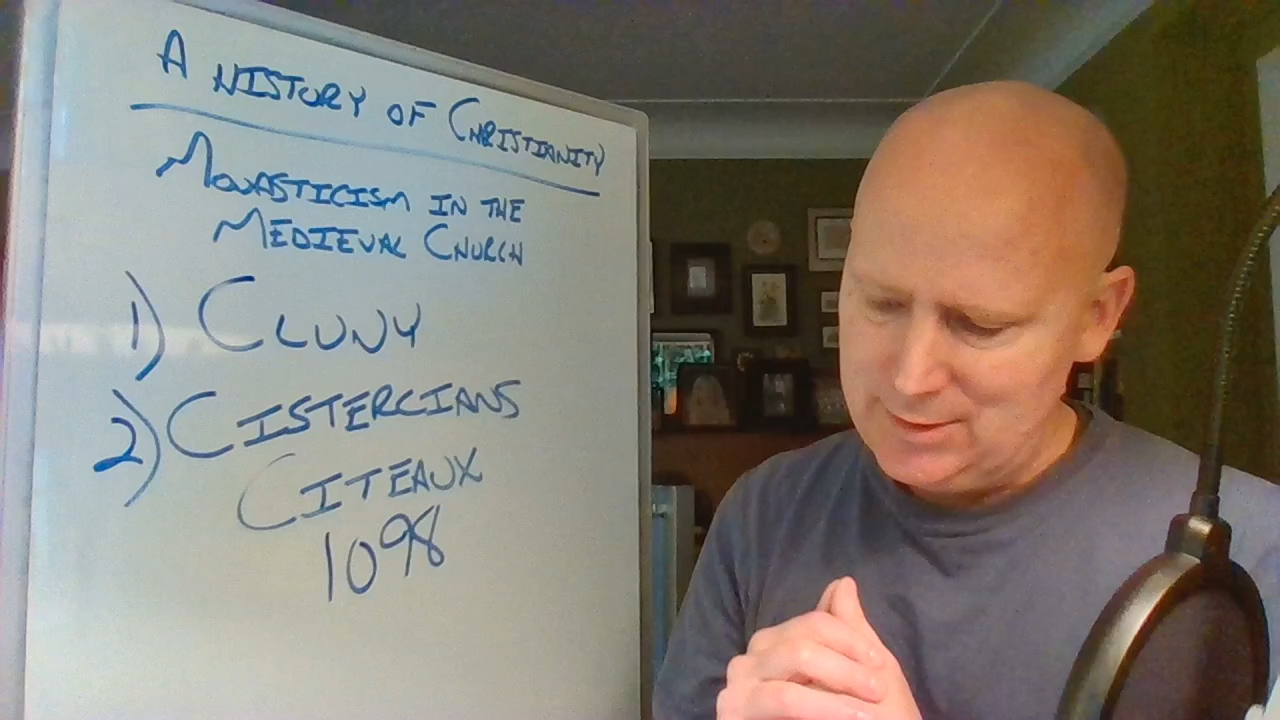 A HISTORY OF CHRISTIANITY
MONASTICISM IN THE
MEDIEVAL CHURCH
1) CLUNY
2) CISTERCIANS
CITEAUX
1098